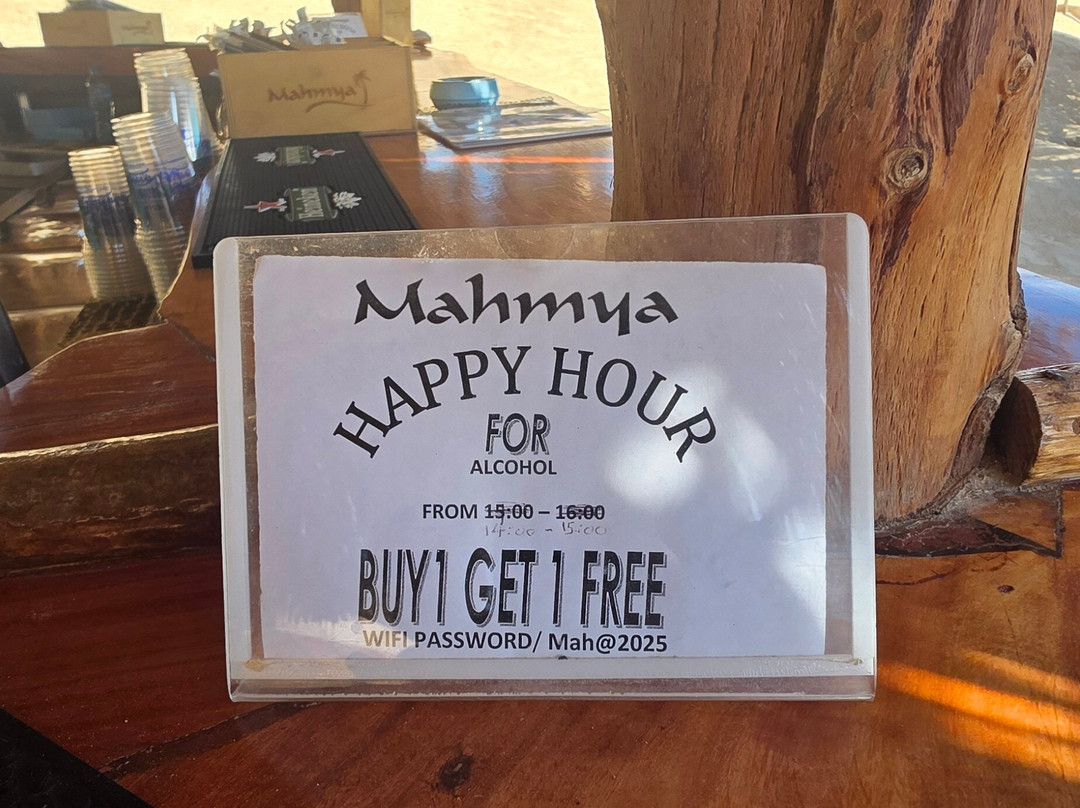 Mahmya
Mahmya
HAPPY HOUR
FOR
ALCOHOL
FROM 15:00 – 16:00
14:00 - 15:00
BUY1 GET 1 FREE
WIFI PASSWORD/ Mah@2025